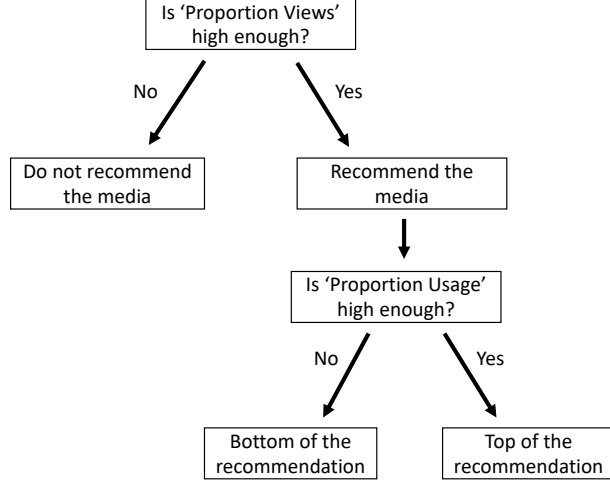 Is ‘Proportion Views’
high enough?
No
Yes
Do not recommend
the media
Recommend the
media
Is ‘Proportion Usage’
high enough?
No
Yes
Bottom of the
recommendation
Top of the
recommendation